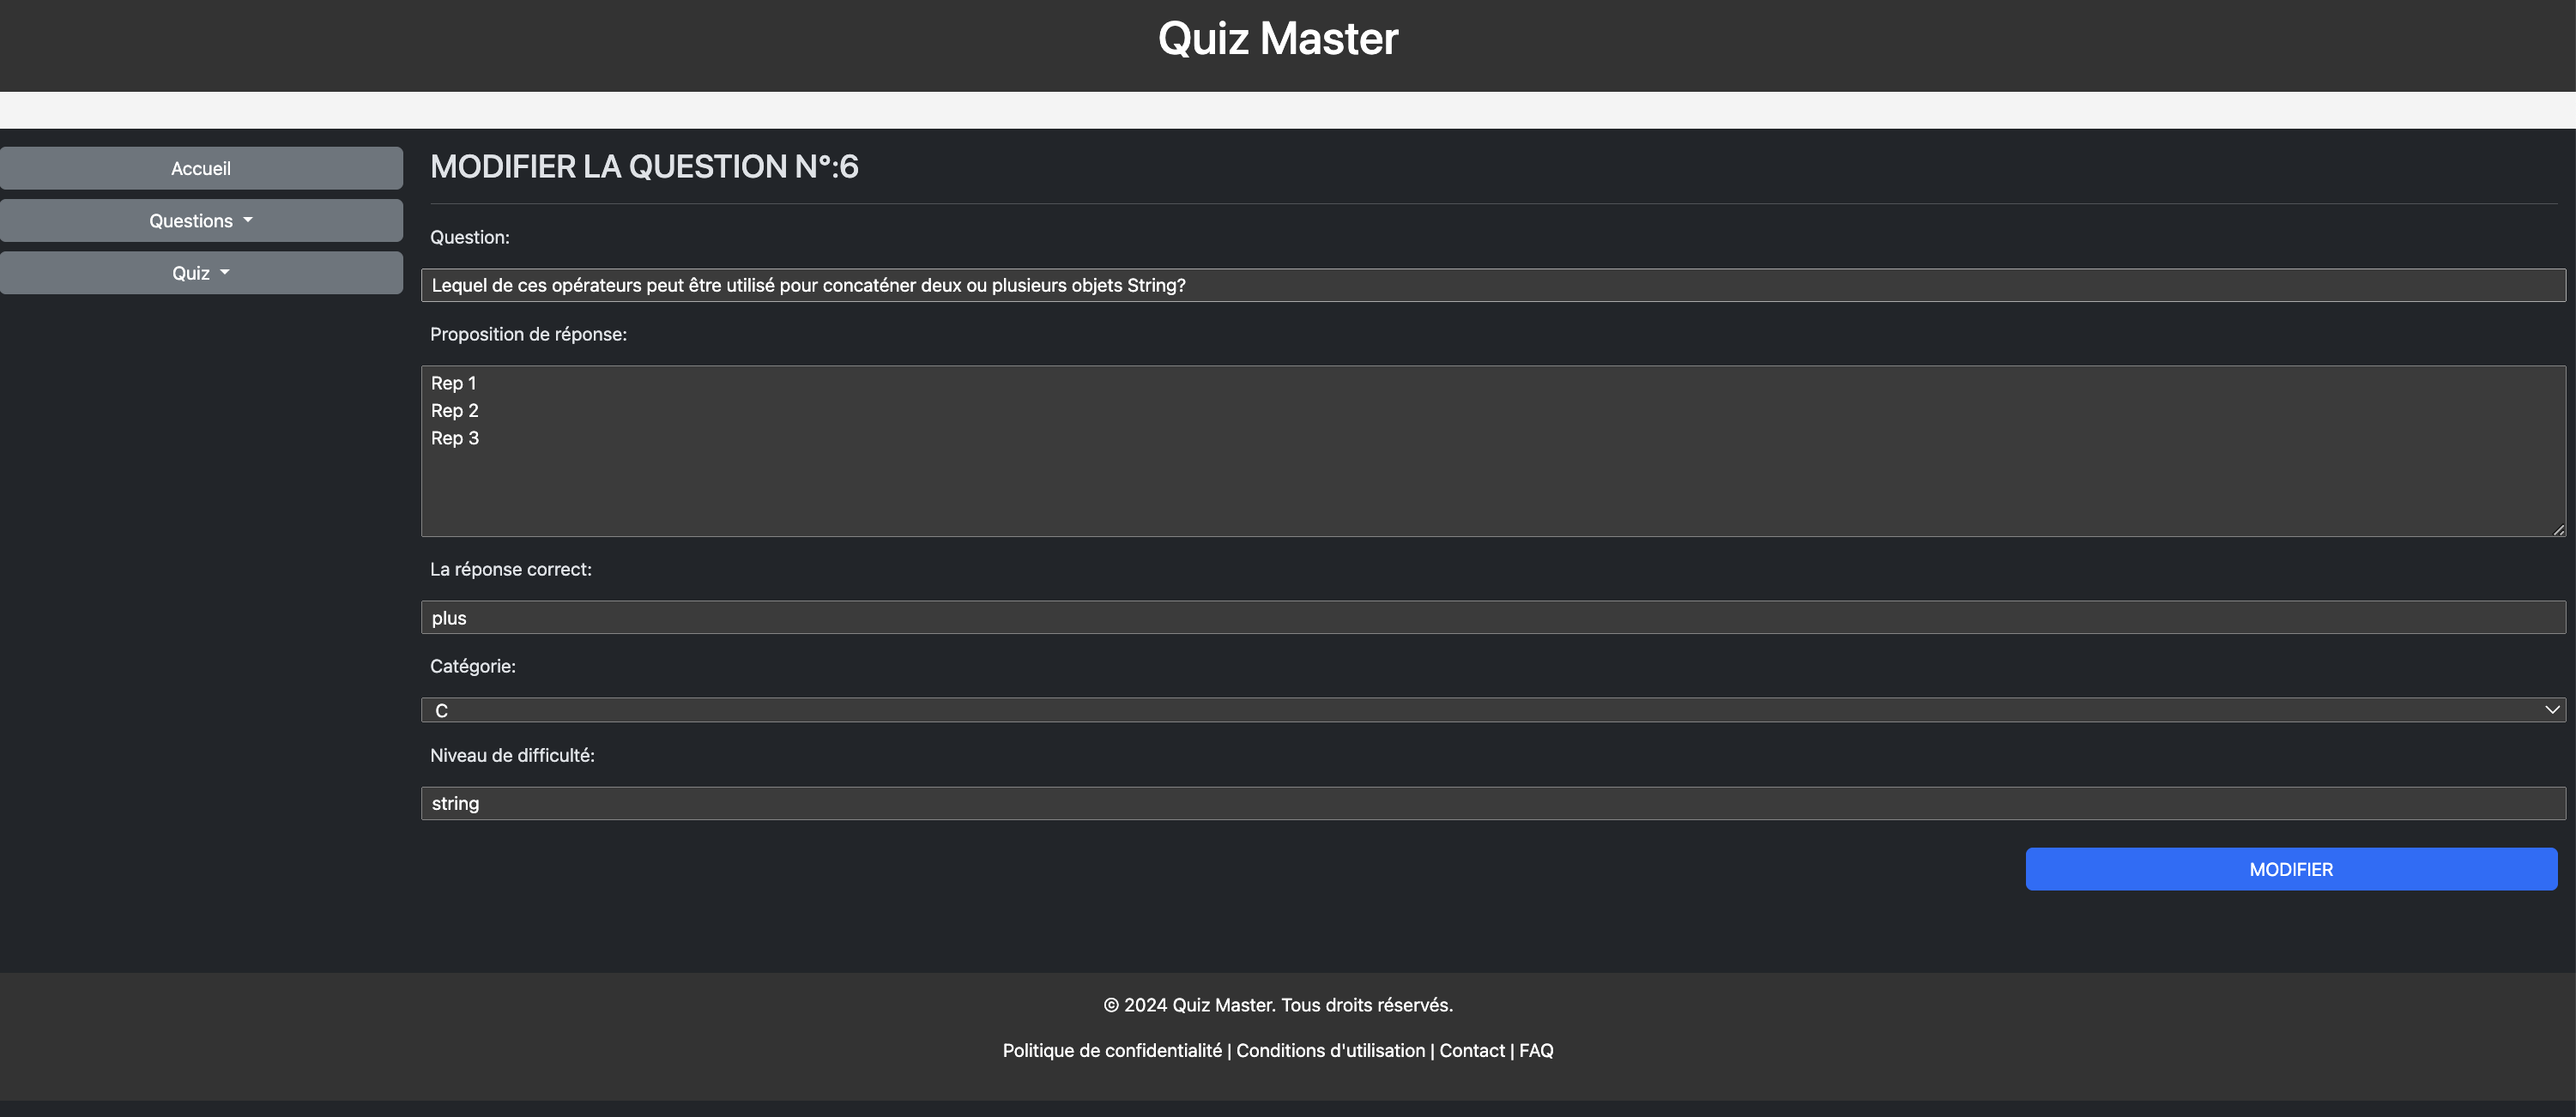 Quiz Master
Accueil
Questions
Quiz
MODIFIER LA QUESTION N°:6
Question:
Lequel de ces opérateurs peut être utilisé pour concaténer deux ou plusieurs objets String?
Proposition de réponse:
Rep 1
Rep 2
Rep 3
La réponse correct:
plus
Catégorie:
C
Niveau de difficulté:
string
MODIFIER
© 2024 Quiz Master. Tous droits réservés.
Politique de confidentialité | Conditions d'utilisation | Contact | FAQ